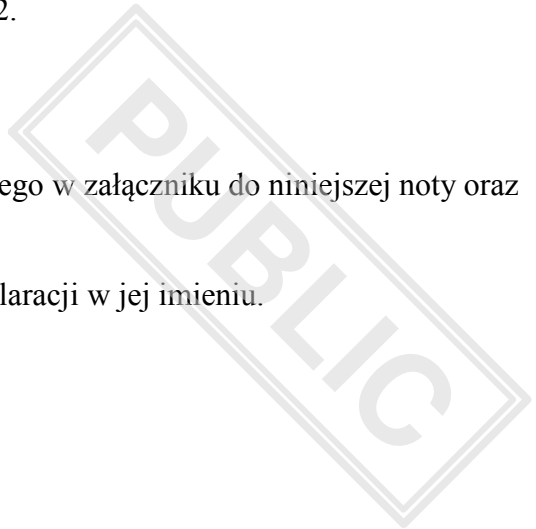 2.
ego w załączniku do niniejszej noty oraz
laracji w jej imieniu.
PUBLIC